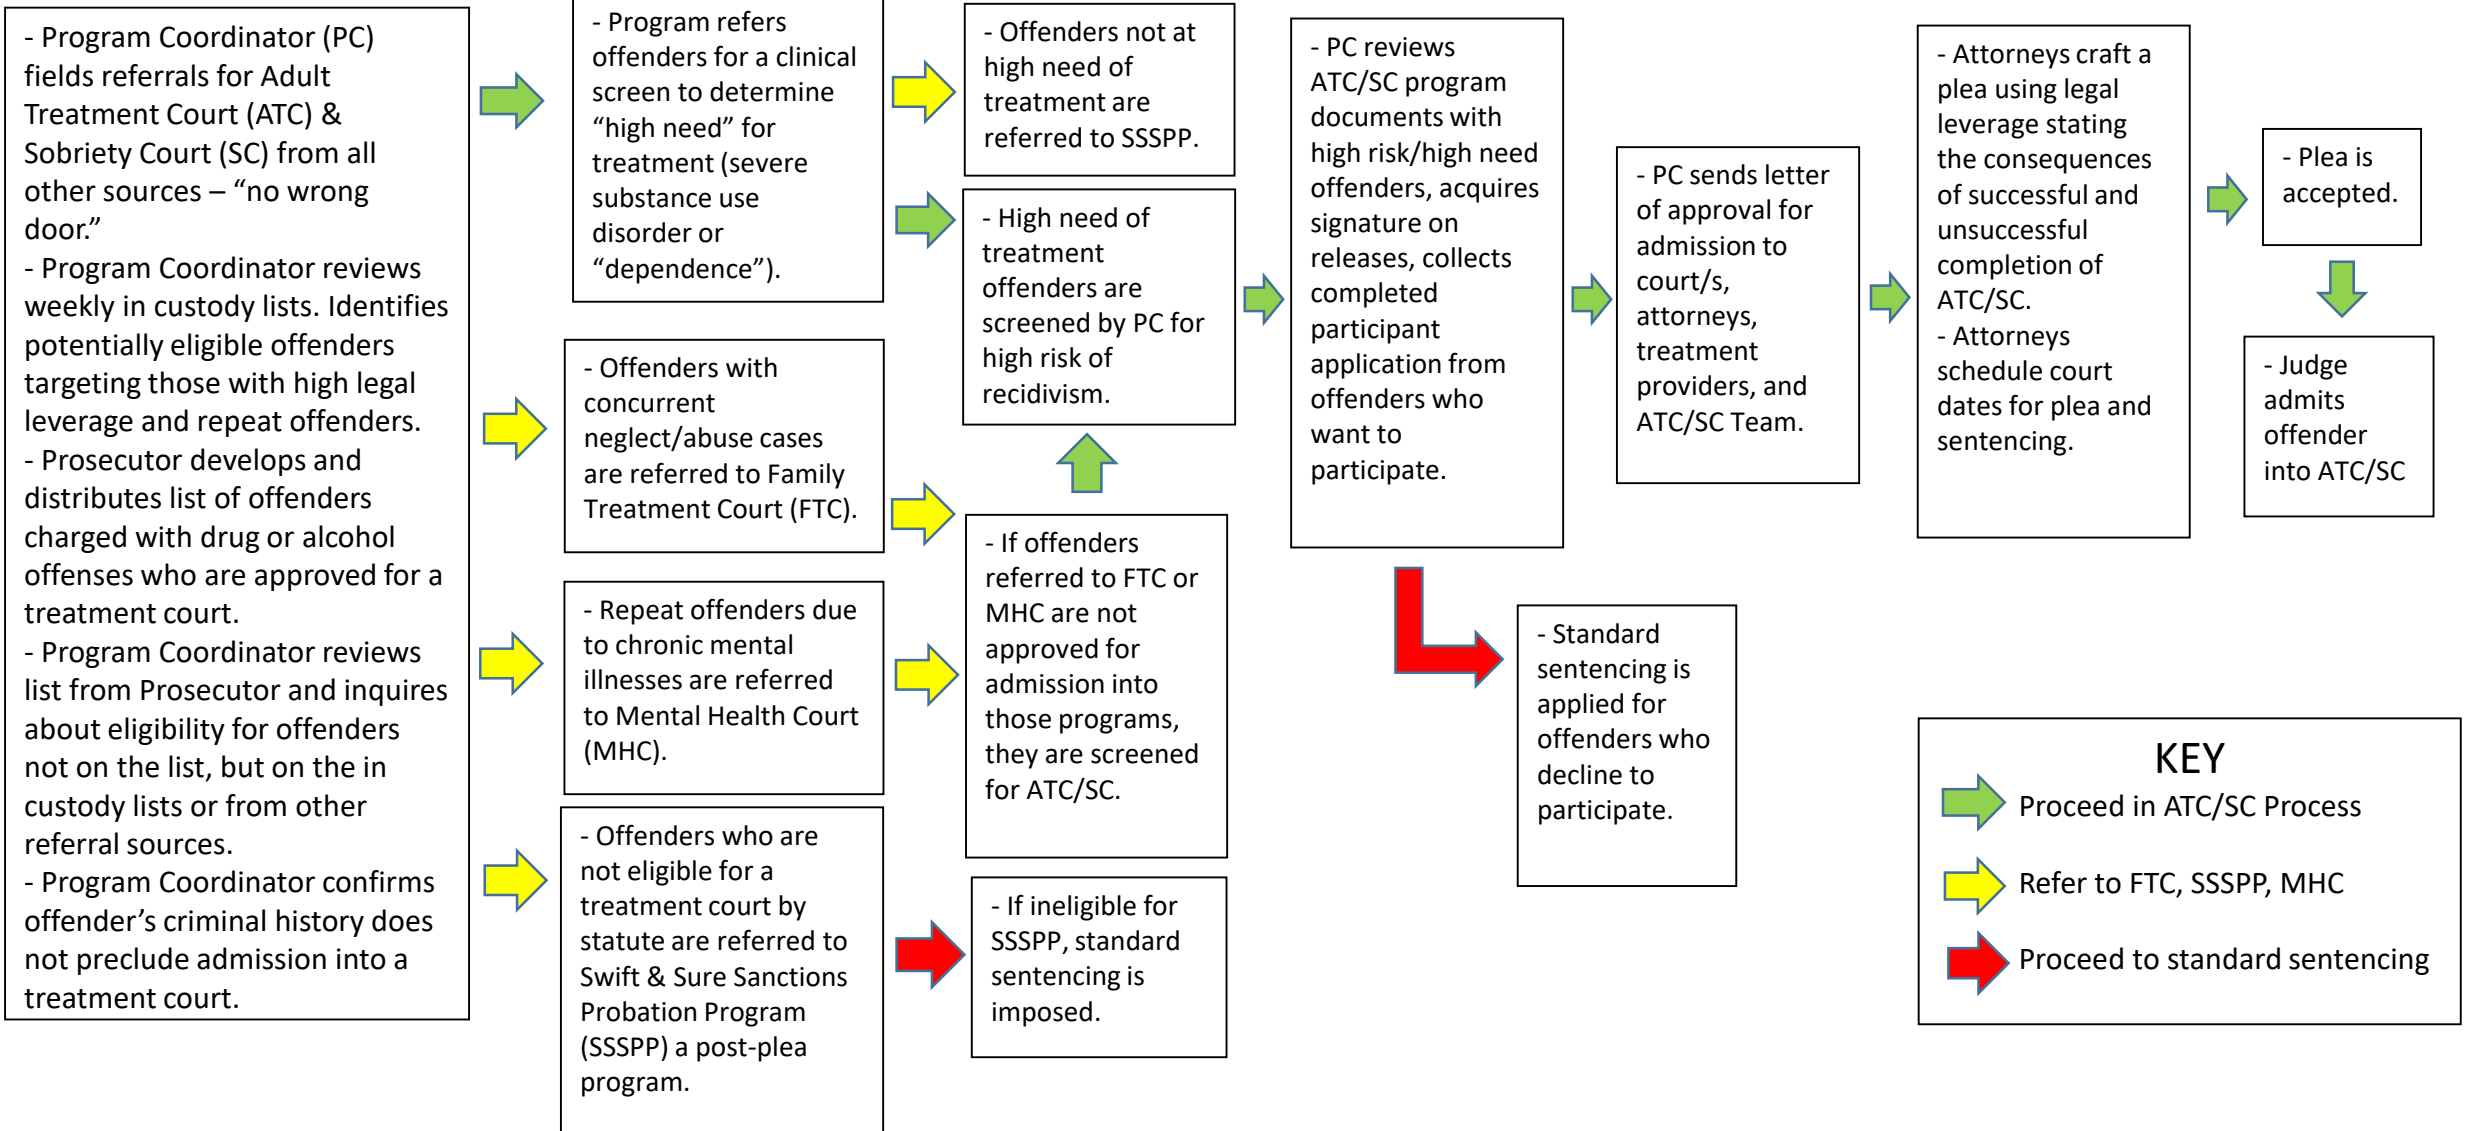 - Program Coordinator (PC)
fields referrals for Adult
Treatment Court (ATC) &
Sobriety Court (SC) from all
other sources – “no wrong
door.”
- Program Coordinator reviews
weekly in custody lists. Identifies
potentially eligible offenders
targeting those with high legal
leverage and repeat offenders.
- Prosecutor develops and
distributes list of offenders
charged with drug or alcohol
offenses who are approved for a
treatment court.
- Program Coordinator reviews
list from Prosecutor and inquires
about eligibility for offenders
not on the list, but on the in
custody lists or from other
referral sources.
- Program Coordinator confirms
offender’s criminal history does
not preclude admission into a
treatment court.
- Program refers
offenders for a clinical
screen to determine
“high need” for
treatment (severe
substance use
disorder or
“dependence”).
- Offenders with
concurrent
neglect/abuse cases
are referred to Family
Treatment Court (FTC).
- Repeat offenders due
to chronic mental
illnesses are referred
to Mental Health Court
(MHC).
- Offenders who are
not eligible for a
treatment court by
statute are referred to
Swift & Sure Sanctions
Probation Program
(SSSPP) a post-plea
program.
- Offenders not at
high need of
treatment are
referred to SSSPP.
- High need of
treatment
offenders are
screened by PC for
high risk of
recidivism.
- If offenders
referred to FTC or
MHC are not
approved for
admission into
those programs,
they are screened
for ATC/SC.
- If ineligible for
SSSPP, standard
sentencing is
imposed.
- PC reviews
ATC/SC program
documents with
high risk/high need
offenders, acquires
signature on
releases, collects
completed
participant
application from
offenders who
want to
participate.
- Standard
sentencing is
applied for
offenders who
decline to
participate.
- PC sends letter
of approval for
admission to
court/s,
attorneys,
treatment
providers, and
ATC/SC Team.
- Attorneys craft a
plea using legal
leverage stating
the consequences
of successful and
unsuccessful
completion of
ATC/SC.
- Attorneys
schedule court
dates for plea and
sentencing.
- Plea is
accepted.
- Judge
admits
offender
into ATC/SC
KEY
Proceed in ATC/SC Process
Refer to FTC, SSSPP, MHC
Proceed to standard sentencing